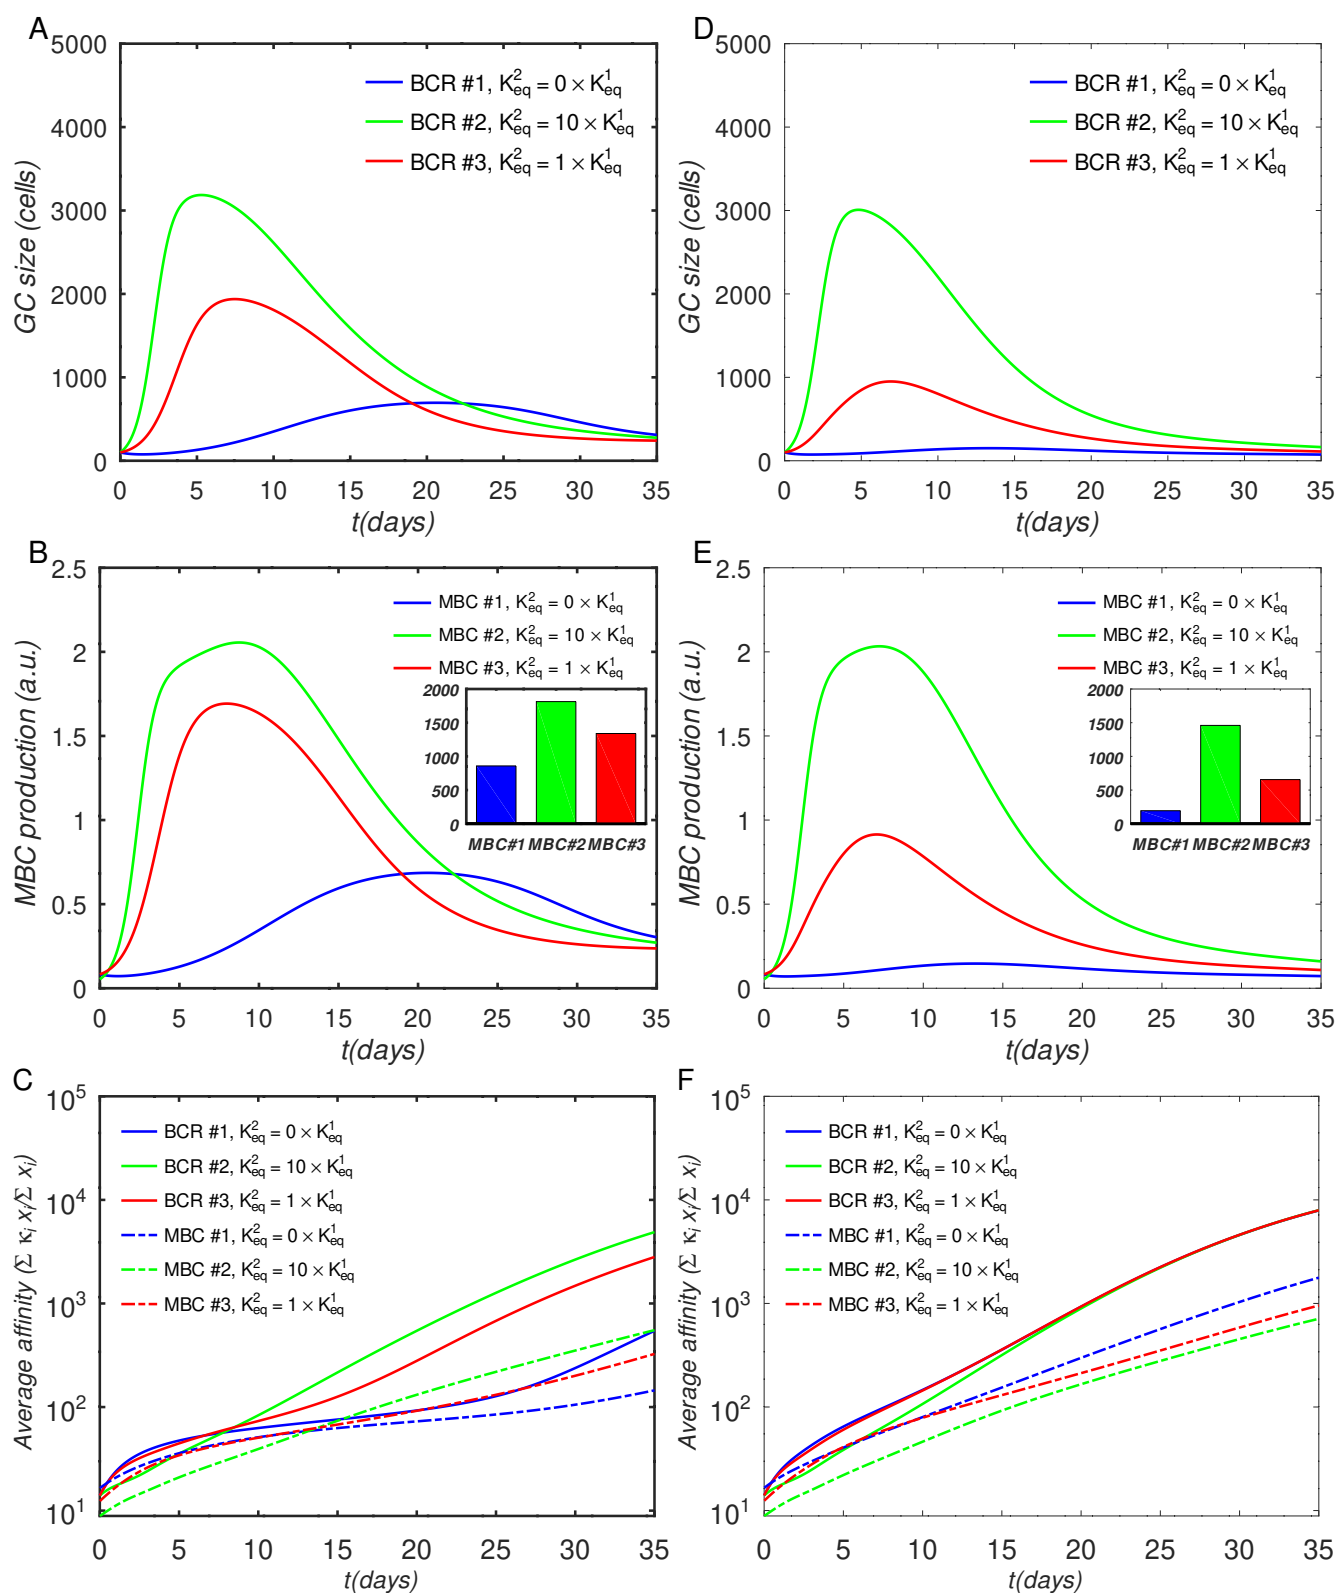 A
5000
4000
3000
2000
1000
0
GC size (cells)
BCR #1, K²eq = 0 × K¹eq
BCR #2, K²eq = 10 × K¹eq
BCR #3, K²eq = 1 × K¹eq
0 5 10 15 20 25 30 35
t(days)
D
5000
4000
3000
2000
1000
0
GC size (cells)
BCR #1, K²eq = 0 × K¹eq
BCR #2, K²eq = 10 × K¹eq
BCR #3, K²eq = 1 × K¹eq
0 5 10 15 20 25 30 35
t(days)
B
2.5
2
1.5
1
0.5
0
MBC production (a.u.)
MBC #1, K²eq = 0 × K¹eq
MBC #2, K²eq = 10 × K¹eq
MBC #3, K²eq = 1 × K¹eq
2000
1500
1000
500
0
MBC#1 MBC#2 MBC#3
0 5 10 15 20 25 30 35
t(days)
E
2.5
2
1.5
1
0.5
0
MBC production (a.u.)
MBC #1, K²eq = 0 × K¹eq
MBC #2, K²eq = 10 × K¹eq
MBC #3, K²eq = 1 × K¹eq
2000
1500
1000
500
0
MBC#1 MBC#2 MBC#3
0 5 10 15 20 25 30 35
t(days)
C
10⁵
10⁴
10³
10²
10¹
Average affinity (Σ κᵢ xᵢ/Σ xᵢ)
BCR #1, K²eq = 0 × K¹eq
BCR #2, K²eq = 10 × K¹eq
BCR #3, K²eq = 1 × K¹eq
MBC #1, K²eq = 0 × K¹eq
MBC #2, K²eq = 10 × K¹eq
MBC #3, K²eq = 1 × K¹eq
0 5 10 15 20 25 30 35
t(days)
F
10⁵
10⁴
10³
10²
10¹
Average affinity (Σ κᵢ xᵢ/Σ xᵢ)
BCR #1, K²eq = 0 × K¹eq
BCR #2, K²eq = 10 × K¹eq
BCR #3, K²eq = 1 × K¹eq
MBC #1, K²eq = 0 × K¹eq
MBC #2, K²eq = 10 × K¹eq
MBC #3, K²eq = 1 × K¹eq
0 5 10 15 20 25 30 35
t(days)